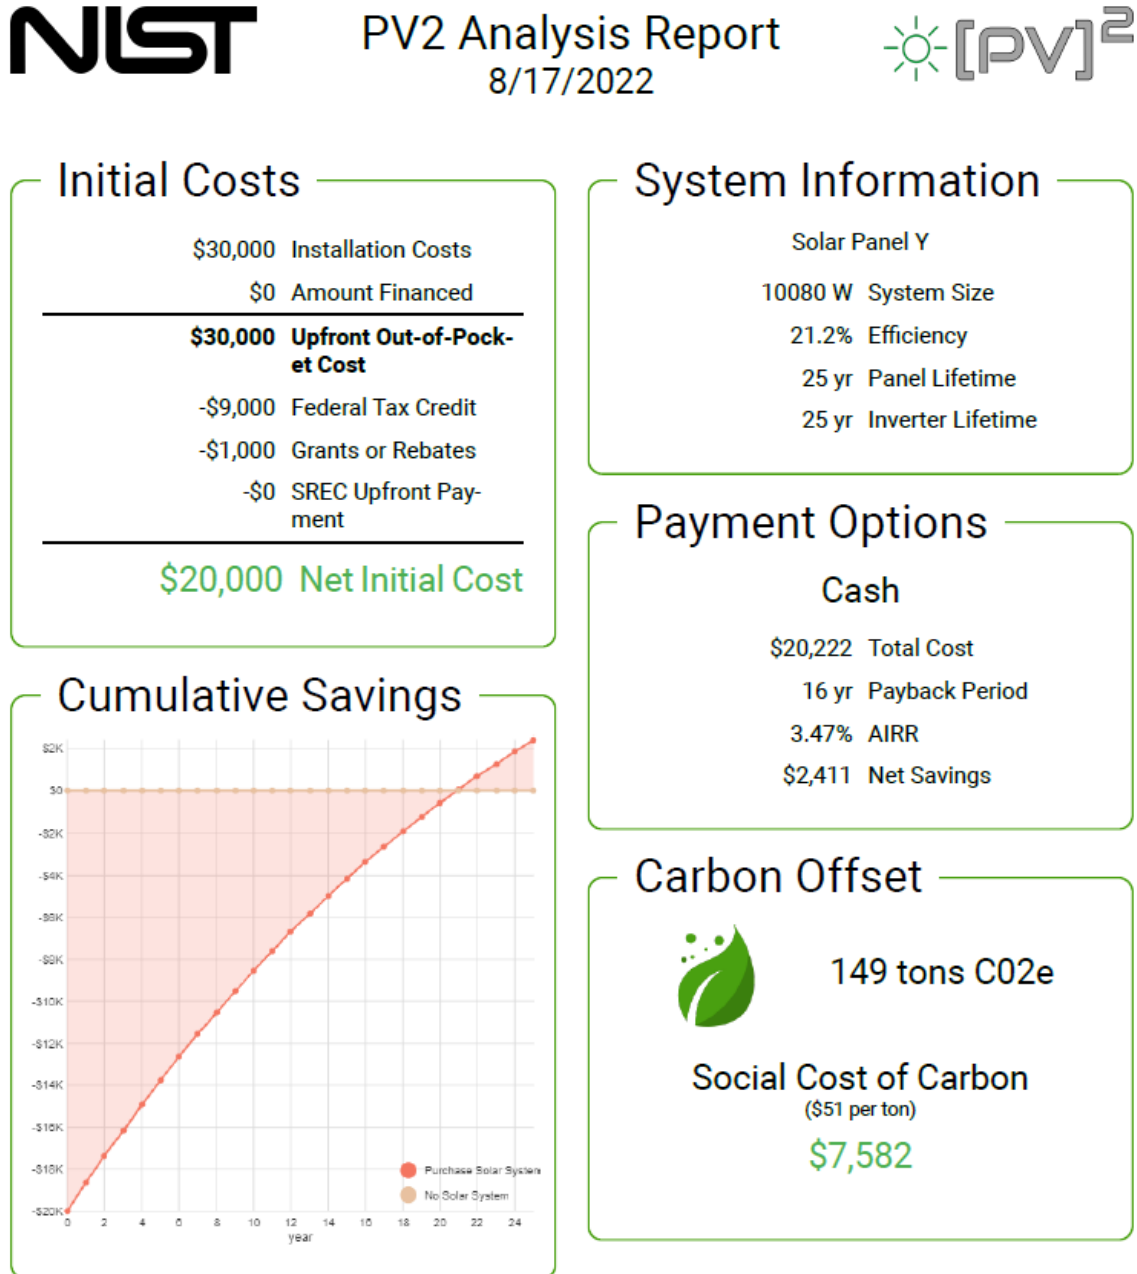 NIST
PV2 Analysis Report
8/17/2022
[PV]²
Initial Costs
$30,000 Installation Costs
$0 Amount Financed
$30,000 Upfront Out-of-Pock-
et Cost
-$9,000 Federal Tax Credit
-$1,000 Grants or Rebates
-$0 SREC Upfront Pay-
ment
$20,000 Net Initial Cost
System Information
Solar Panel Y
10080 W System Size
21.2% Efficiency
25 yr Panel Lifetime
25 yr Inverter Lifetime
Payment Options
Cash
$20,222 Total Cost
16 yr Payback Period
3.47% AIRR
$2,411 Net Savings
Cumulative Savings
$2K
$0
-$2K
-$4K
-$6K
-$8K
-$10K
-$12K
-$14K
-$16K
-$18K
-$20K
0 2 4 6 8 10 12 14 16 18 20 22 24
year
Purchase Solar System
No Solar System
Carbon Offset
149 tons C02e
Social Cost of Carbon
($51 per ton)
$7,582